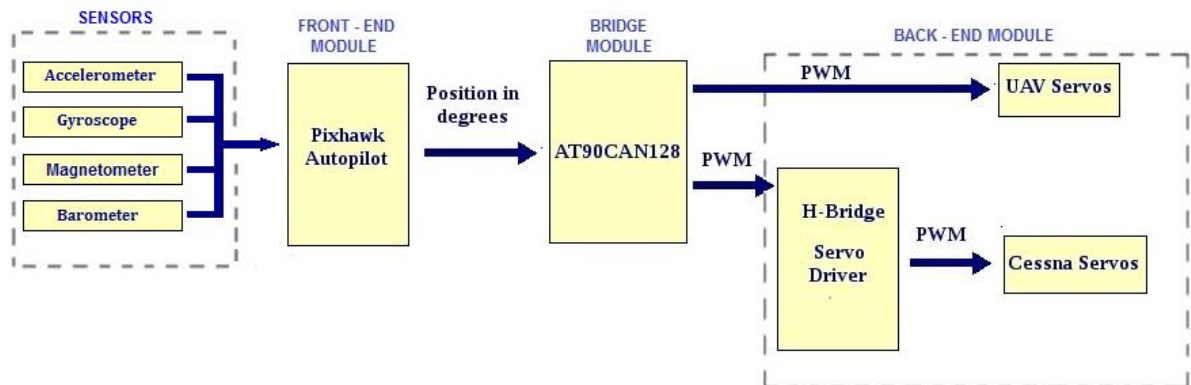 SENSORS
Accelerometer
Gyroscope
Magnetometer
Barometer
FRONT - END
MODULE
Pixhawk
Autopilot
Position in
degrees
BRIDGE
MODULE
AT90CAN128
PWM
PWM
BACK - END MODULE
UAV Servos
H-Bridge
Servo
Driver
PWM
Cessna Servos